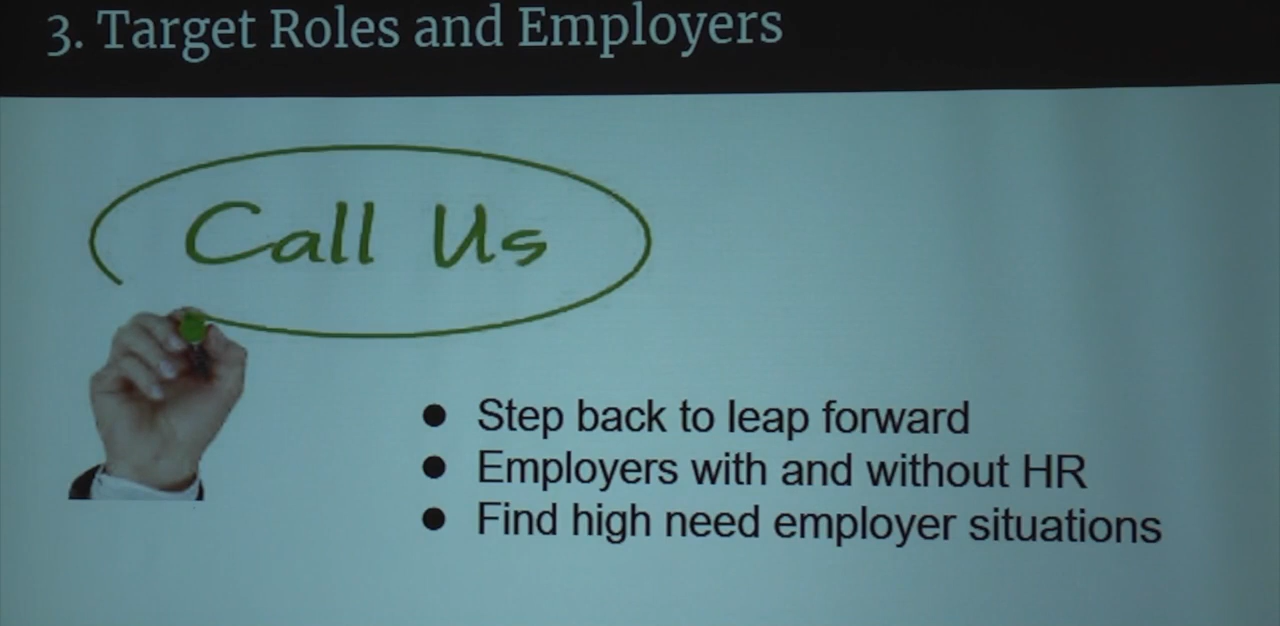 3. Target Roles and Employers
Call Us
● Step back to leap forward
● Employers with and without HR
● Find high need employer situations